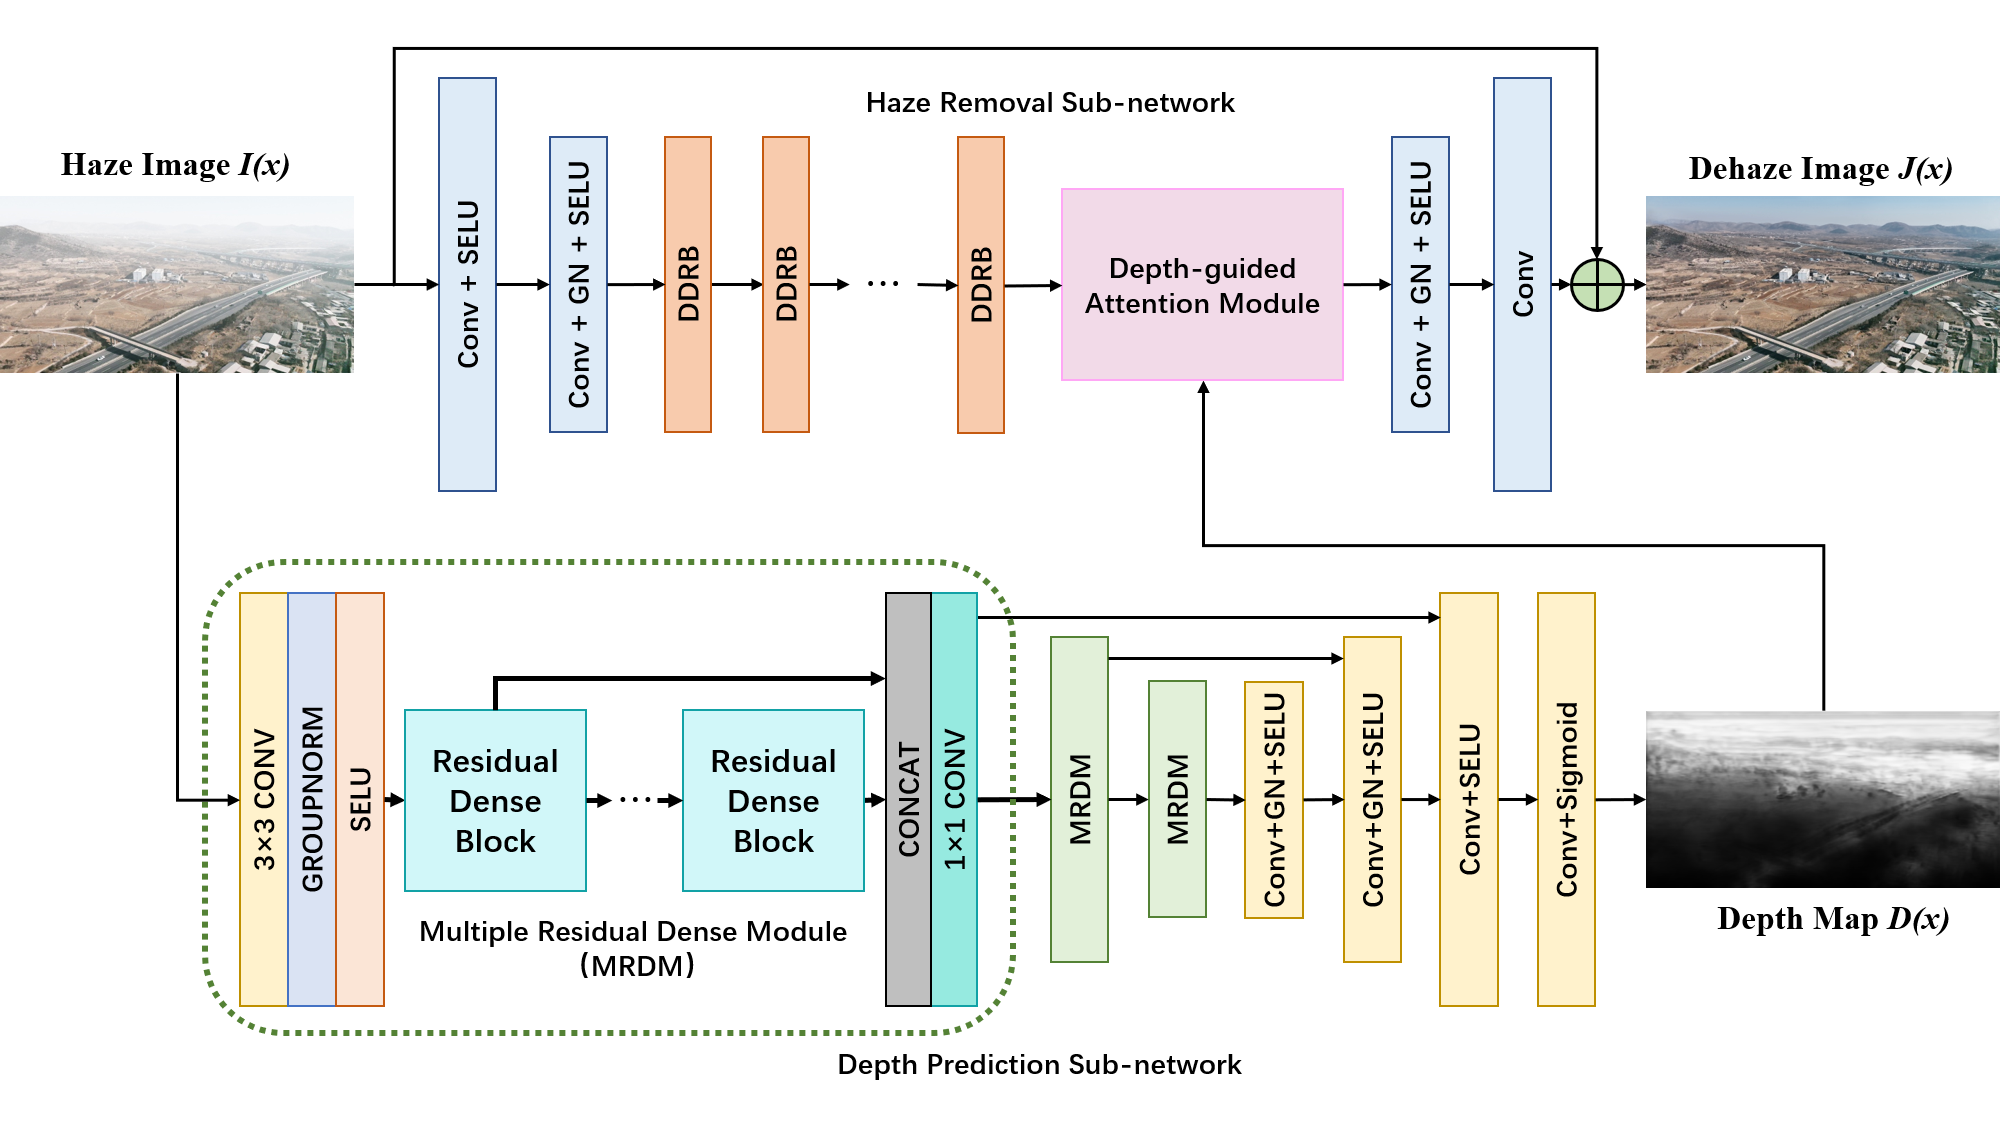 Haze Removal Sub-network
Haze Image I(x)
Dehaze Image J(x)
Conv + SELU
Conv + GN + SELU
DDRB
DDRB
...
DDRB
Depth-guided
Attention Module
Conv + GN + SELU
Conv
3×3 CONV
GROUPNORM
SELU
Residual
Dense
Block
...
Residual
Dense
Block
CONCAT
1×1 CONV
Multiple Residual Dense Module
(MRDM)
MRDM
MRDM
Conv+GN+SELU
Conv+GN+SELU
Conv+SELU
Conv+Sigmoid
Depth Map D(x)
Depth Prediction Sub-network